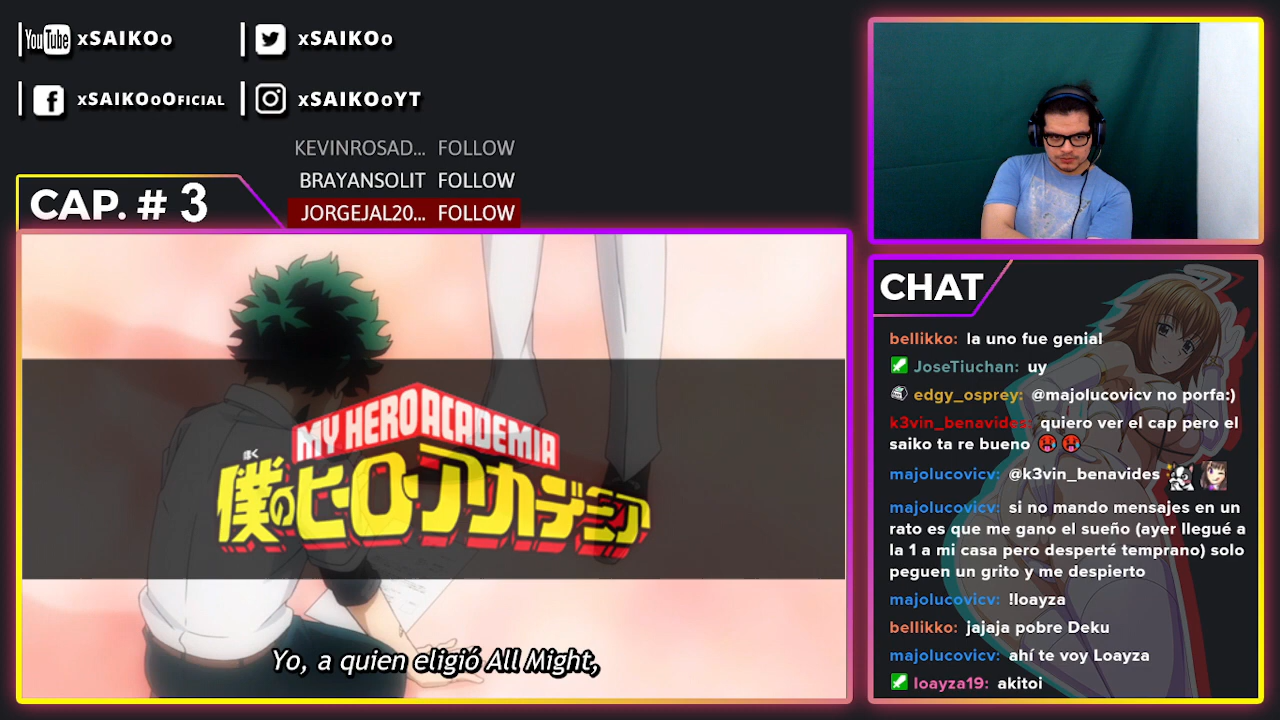 YouTube xSAIKOo
xSAIKOo
xSAIKOoOficial
xSAIKOoYT
KEVINROSAD... FOLLOW
BRAYANSOLIT FOLLOW
JORGEJAL20... FOLLOW
CAP. # 3
MY HERO ACADEMIA
ぼく
僕のヒーローアカデミア
Yo, a quien eligió All Might,
CHAT
bellikko: la uno fue genial
JoseTiuchan: uy
edgy_osprey: @majolucovicv no porfa:)
k3vin_benavides: quiero ver el cap pero el
saiko ta re bueno 🥵 🥵
majolucovicv: @k3vin_benavides
majolucovicv: si no mando mensajes en un
rato es que me gano el sueño (ayer llegué a
la 1 a mi casa pero desperté temprano) solo
peguen un grito y me despierto
majolucovicv: !loayza
bellikko: jajaja pobre Deku
majolucovicv: ahí te voy Loayza
loayza19: akitoi